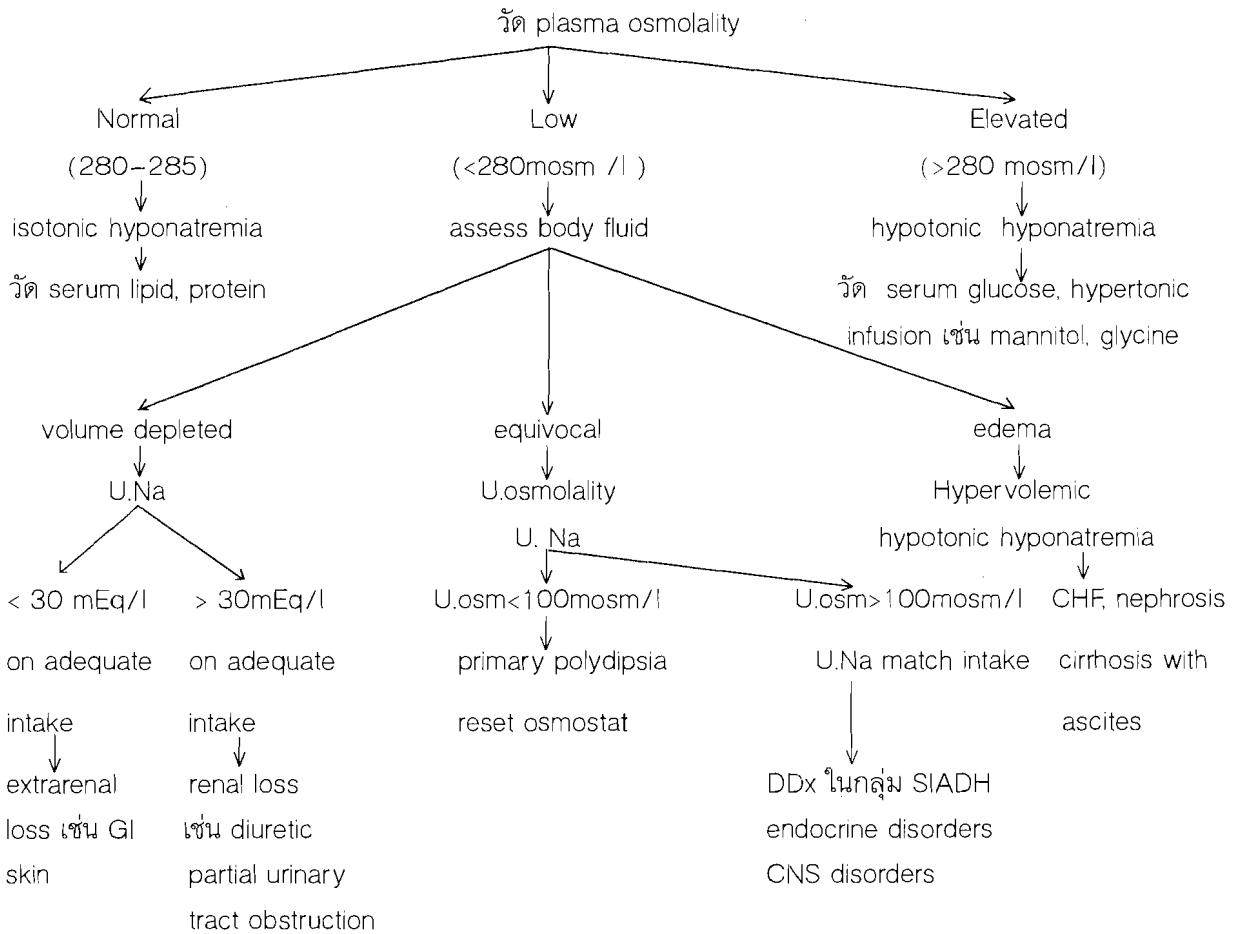 วัด plasma osmolality
Normal Low Elevated
(280-285) (<280mosm /l ) (>280 mosm/l)
isotonic hyponatremia assess body fluid hypotonic hyponatremia
วัด serum lipid, protein วัด serum glucose, hypertonic
infusion เช่น mannitol, glycine
volume depleted equivocal edema
U.Na U.osmolality Hypervolemic
U. Na hypotonic hyponatremia
< 30 mEq/l > 30mEq/l U.osm<100mosm/l U.osm>100mosm/l CHF, nephrosis
on adequate on adequate primary polydipsia U.Na match intake cirrhosis with
intake intake reset osmostat ascites
extrarenal renal loss DDx ในกลุ่ม SIADH
loss เช่น GI เช่น diuretic endocrine disorders
skin partial urinary CNS disorders
tract obstruction